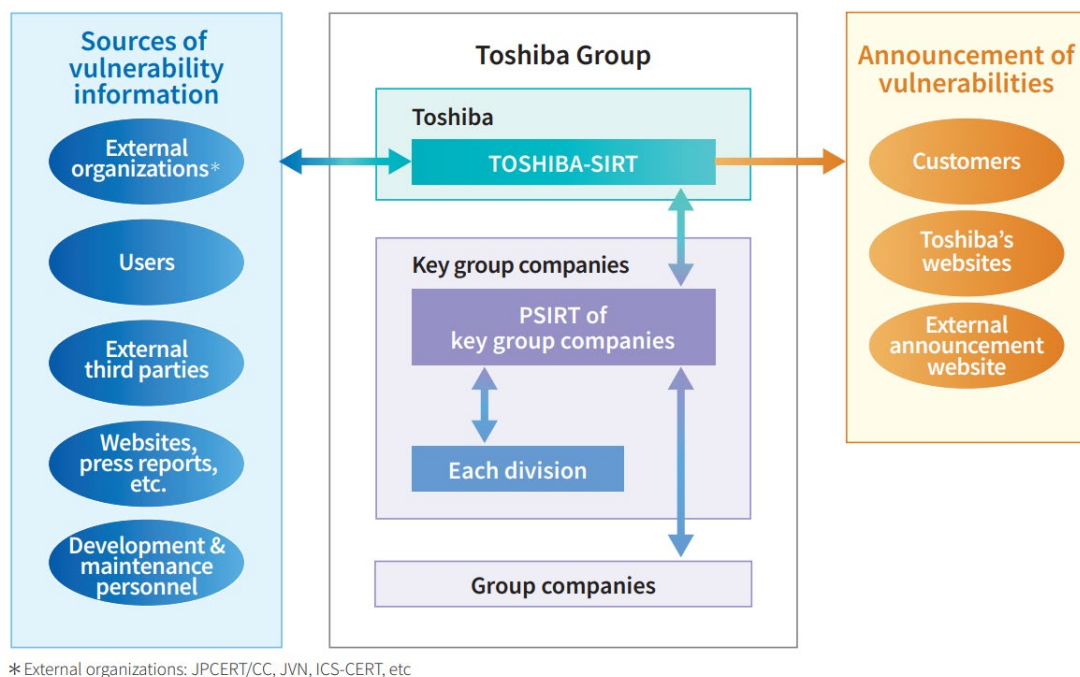 Sources of
vulnerability
information
External
organizations*
Users
External
third parties
Websites,
press reports,
etc.
Development &
maintenance
personnel
Toshiba Group
Toshiba
TOSHIBA-SIRT
Key group companies
PSIRT of
key group companies
Each division
Group companies
Announcement of
vulnerabilities
Customers
Toshiba's
websites
External
announcement
website
* External organizations: JPCERT/CC, JVN, ICS-CERT, etc